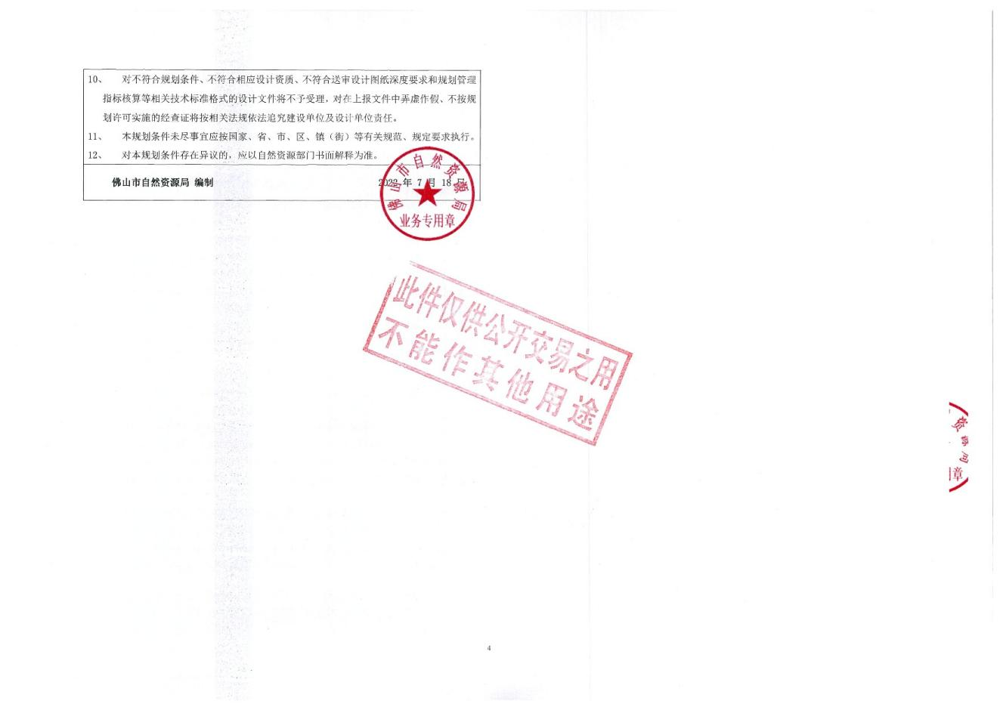 10、 对不符合规划条件、不符合相应设计资质、不符合送审设计图纸深度要求和规划管理
指标核算等相关技术标准格式的设计文件将不予受理，对在上报文件中弄虚作假、不按规
划许可实施的经查证将按相关法规依法追究建设单位及设计单位责任。
11、 本规划条件未尽事宜应按国家、省、市、区、镇（街）等有关规范、规定要求执行。
12、 对本规划条件存在异议的，应以自然资源部门书面解释为准。
佛山市自然资源局 编制
2022 年 7 月 18 日
佛山市自然资源局
业务专用章
此件仅供公开交易之用
不能作其他用途
资源局
章
4